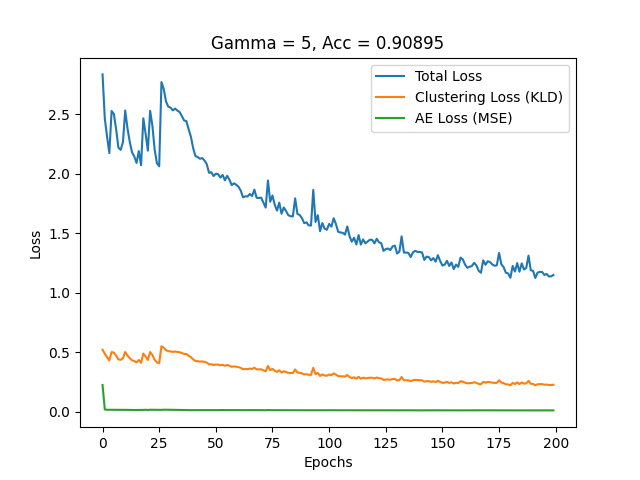 Gamma = 5, Acc = 0.90895
Total Loss
Clustering Loss (KLD)
AE Loss (MSE)
2.5
2.0
1.5
1.0
0.5
0.0
Loss
0 25 50 75 100 125 150 175 200
Epochs